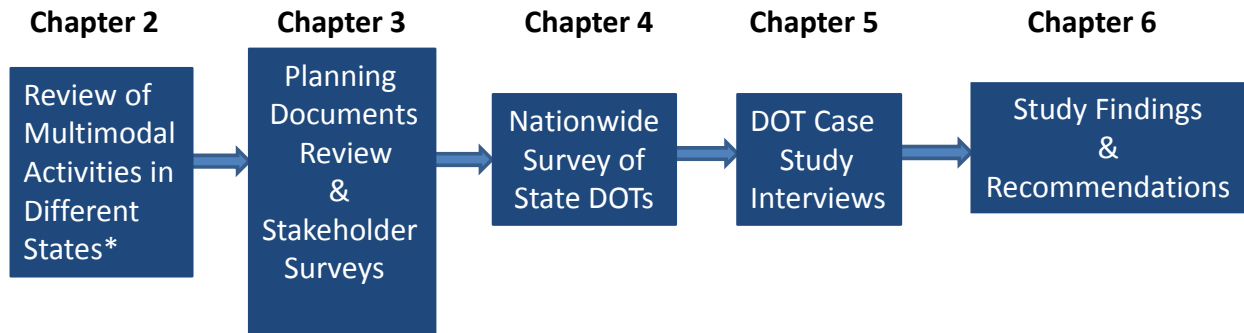 Chapter 2
Chapter 3
Chapter 4
Chapter 5
Chapter 6
Review of
Multimodal
Activities in
Different
States*
Planning
Documents
Review
&
Stakeholder
Surveys
Nationwide
Survey of
State DOTs
DOT Case
Study
Interviews
Study Findings
&
Recommendations